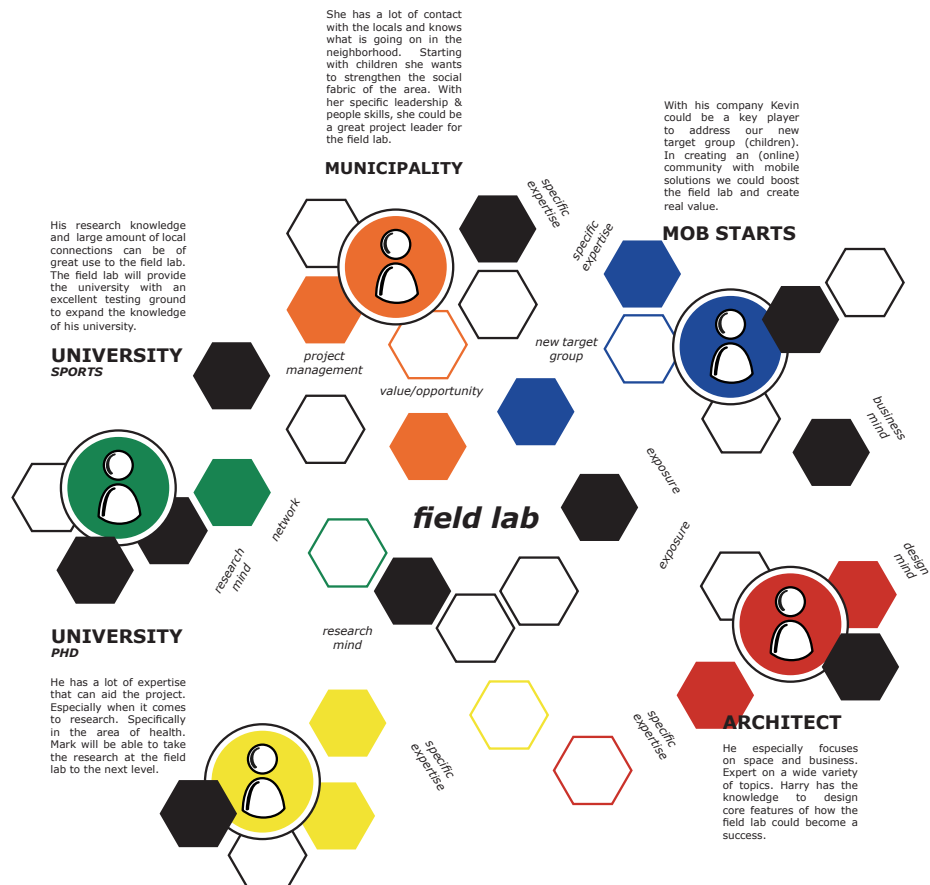 She has a lot of contact
with the locals and knows
what is going on in the
neighborhood. Starting
with children she wants
to strengthen the social
fabric of the area. With
her specific leadership &
people skills, she could be
a great project leader for
the field lab.
MUNICIPALITY
With his company Kevin
could be a key player
to address our new
target group (children).
In creating an (online)
community with mobile
solutions we could boost
the field lab and create
real value.
MOB STARTS
His research knowledge
and large amount of local
connections can be of
great use to the field lab.
The field lab will provide
the university with an
excellent testing ground
to expand the knowledge
of his university.
UNIVERSITY
SPORTS
specific
expertise
specific
expertise
project
management
value/opportunity
new target
group
business
mind
exposure
field lab
network
research
mind
exposure
design
mind
research
mind
UNIVERSITY
PHD
He has a lot of expertise
that can aid the project.
Especially when it comes
to research. Specifically
in the area of health.
Mark will be able to take
the research at the field
lab to the next level.
specific
expertise
specific
expertise
ARCHITECT
He especially focuses
on space and business.
Expert on a wide variety
of topics. Harry has the
knowledge to design
core features of how the
field lab could become a
success.